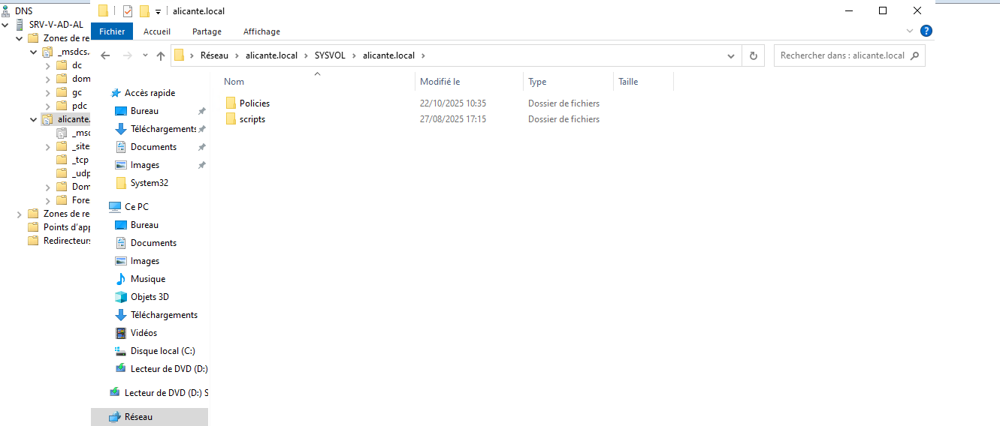 DNS
SRV-V-AD-AL
Zones de re
_msdcs.
dc
dom
gc
pdc
alicante.
_msd
_site
_tcp
_udp
Dom
Fore
Zones de re
Points d'app
Redirecteurs
alicante.local
Fichier
Accueil
Partage
Affichage
Réseau
alicante.local
SYSVOL
alicante.local
Rechercher dans : alicante.local
Accès rapide
Bureau
Téléchargements
Documents
Images
System32
Ce PC
Bureau
Documents
Images
Musique
Objets 3D
Téléchargements
Vidéos
Disque local (C:)
Lecteur de DVD (D:)
Lecteur de DVD (D:) S
Réseau
Nom Modifié le Type Taille
Policies 22/10/2025 10:35 Dossier de fichiers
scripts 27/08/2025 17:15 Dossier de fichiers